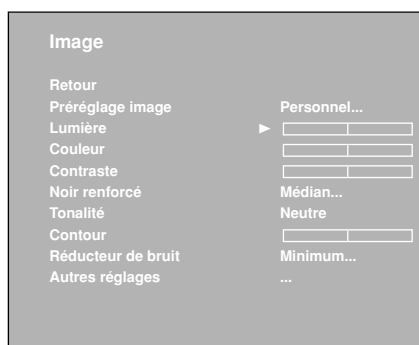 Image
Retour
Préréglage image Personnel...
Lumière
Couleur
Contraste
Noir renforcé Médian...
Tonalité Neutre
Contour
Réducteur de bruit Minimum...
Autres réglages ...